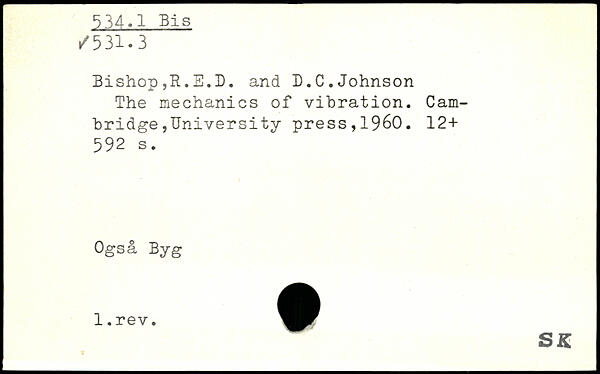 534.1 Bis
✓531.3
Bishop,R.E.D. and D.C.Johnson
The mechanics of vibration. Cam-
bridge,University press,1960. 12+
592 s.
Også Byg
1.rev.
SK